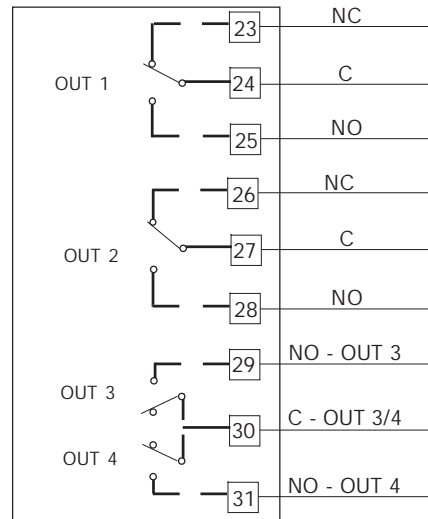 23 NC
OUT 1 24 C
25 NO
26 NC
OUT 2 27 C
28 NO
29 NO - OUT 3
OUT 3
30 C - OUT 3/4
OUT 4
31 NO - OUT 4